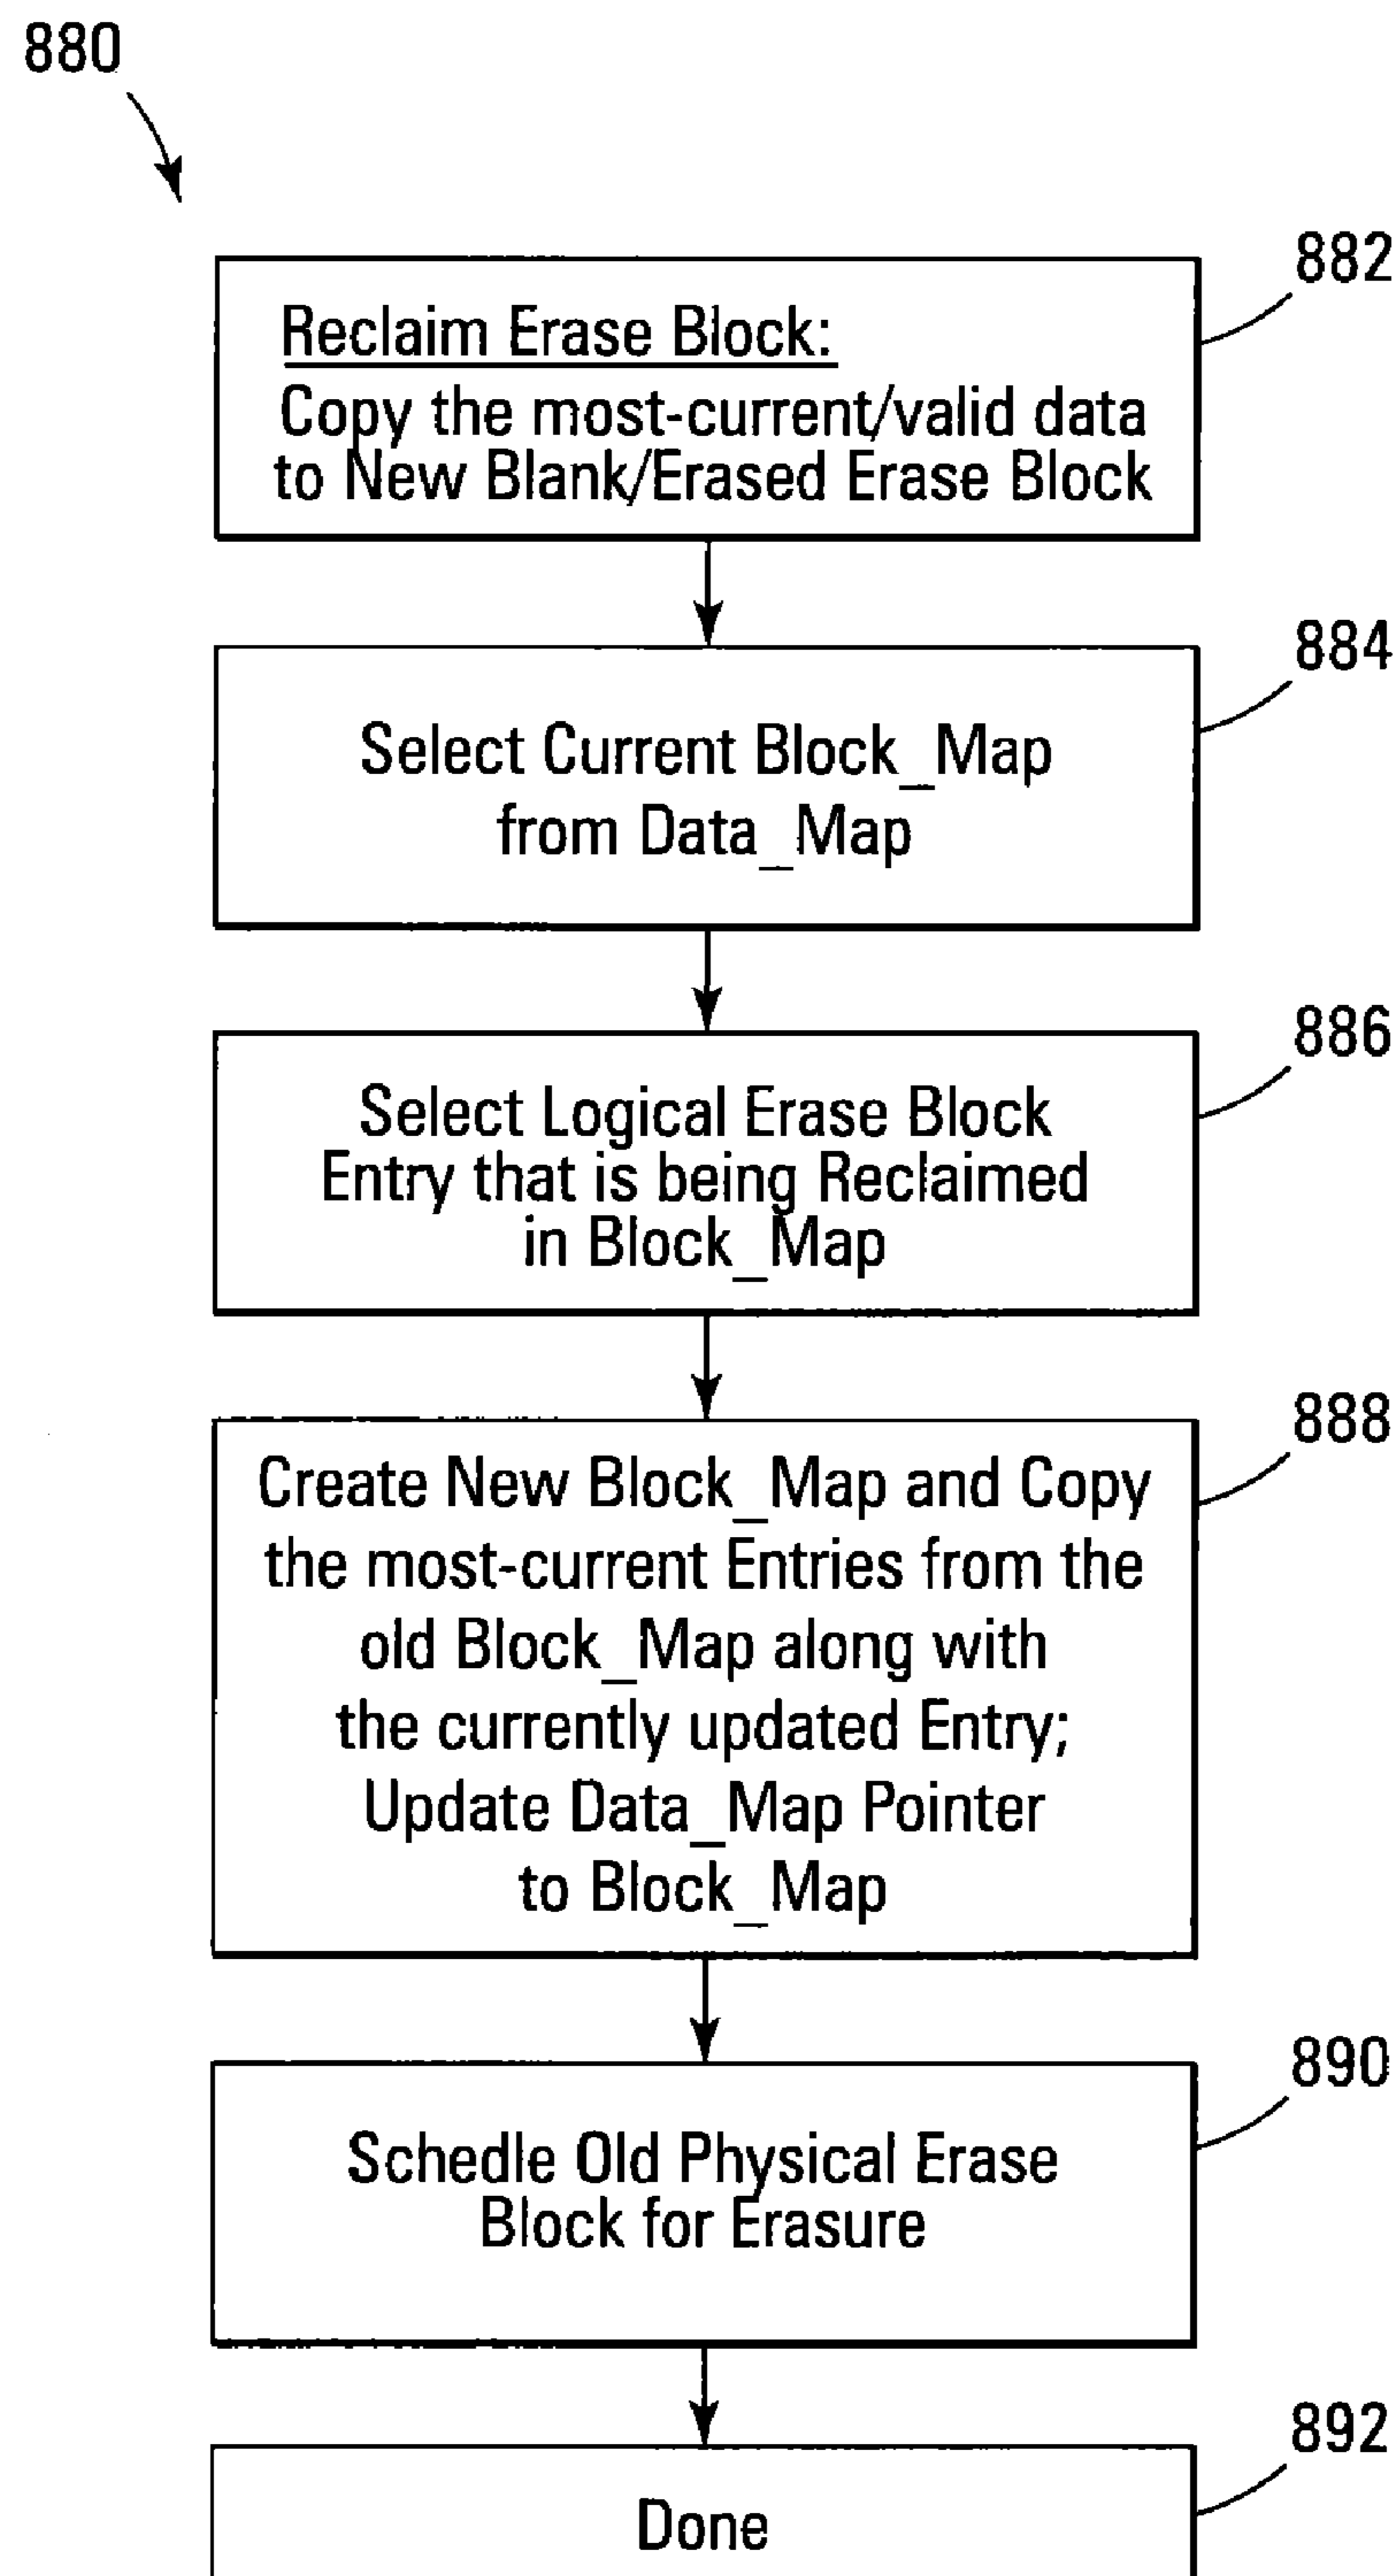 880
882
Reclaim Erase Block:
Copy the most-current/valid data
to New Blank/Erased Erase Block
884
Select Current Block_Map
from Data_Map
886
Select Logical Erase Block
Entry that is being Reclaimed
in Block_Map
888
Create New Block_Map and Copy
the most-current Entries from the
old Block_Map along with
the currently updated Entry;
Update Data_Map Pointer
to Block_Map
890
Schedle Old Physical Erase
Block for Erasure
892
Done